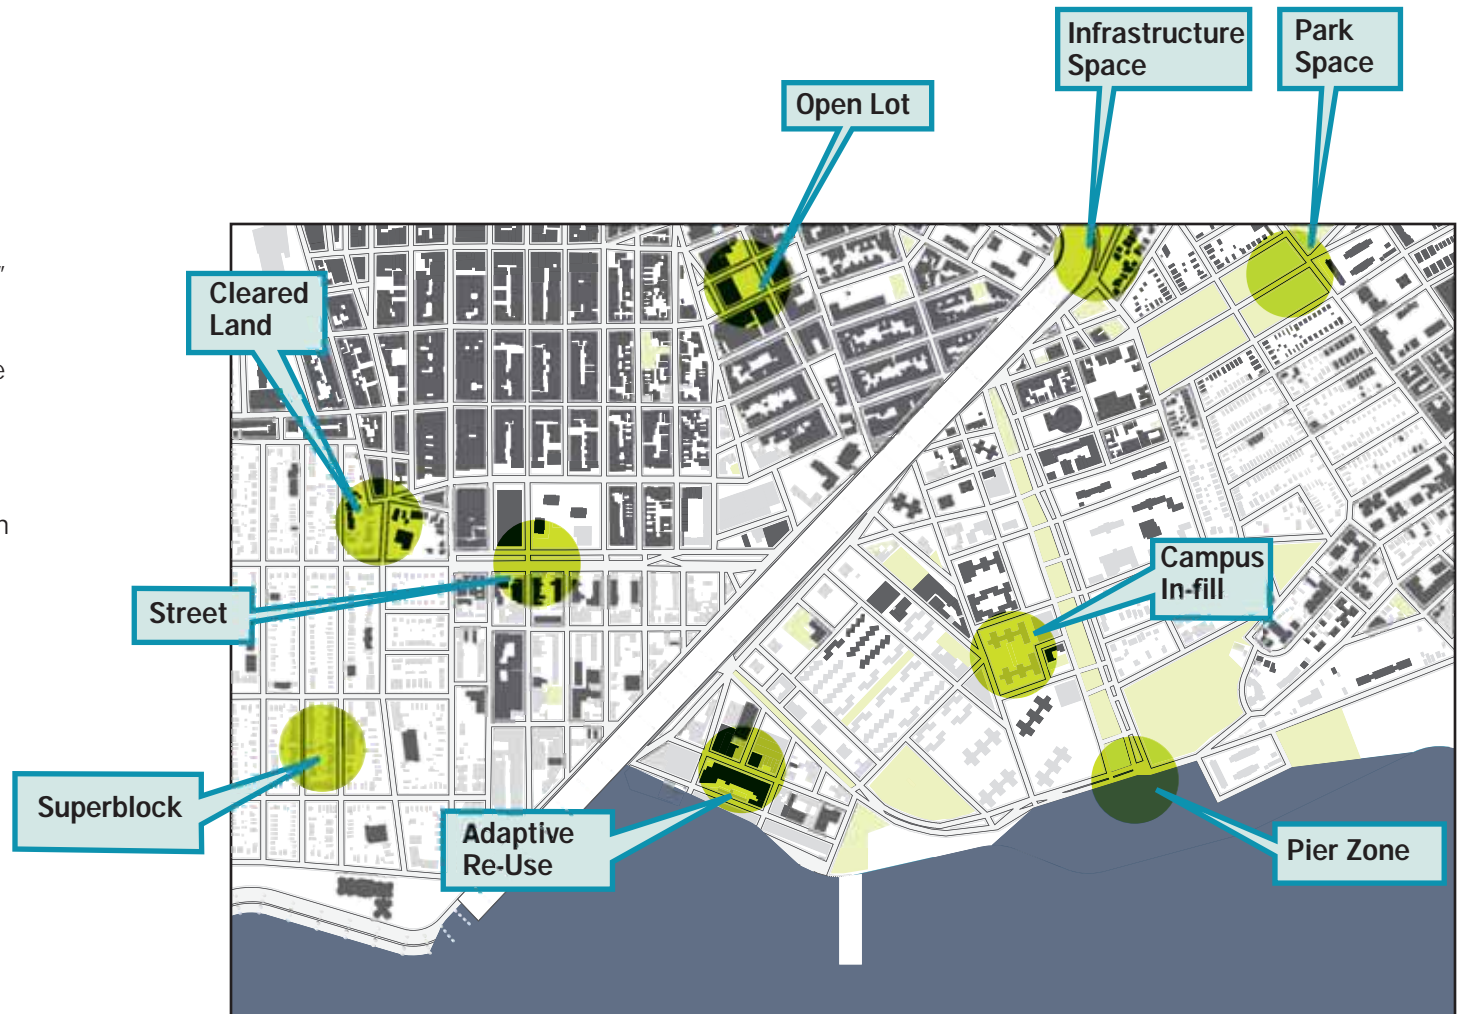 Infrastructure
Space
Park
Space
Open Lot
”
Cleared
Land
e
n
Campus
In-fill
Street
Superblock
Adaptive
Re-Use
Pier Zone